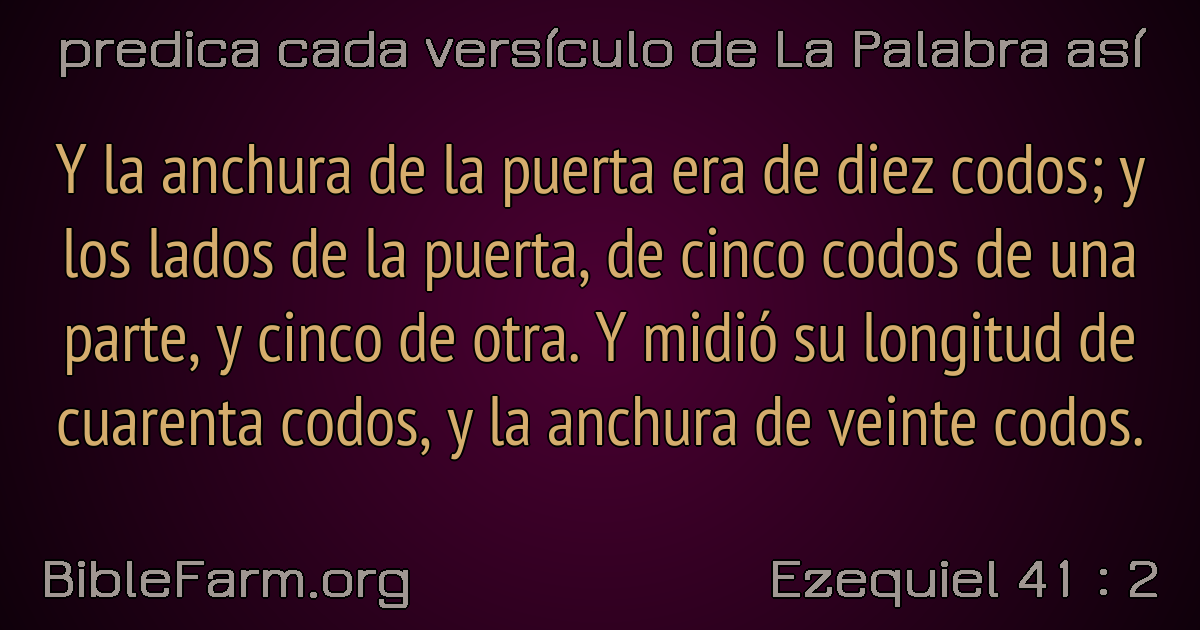 predica cada versículo de La Palabra así
Y la anchura de la puerta era de diez codos; y
los lados de la puerta, de cinco codos de una
parte, y cinco de otra. Y midió su longitud de
cuarenta codos, y la anchura de veinte codos.
BibleFarm.org
Ezequiel 41 : 2